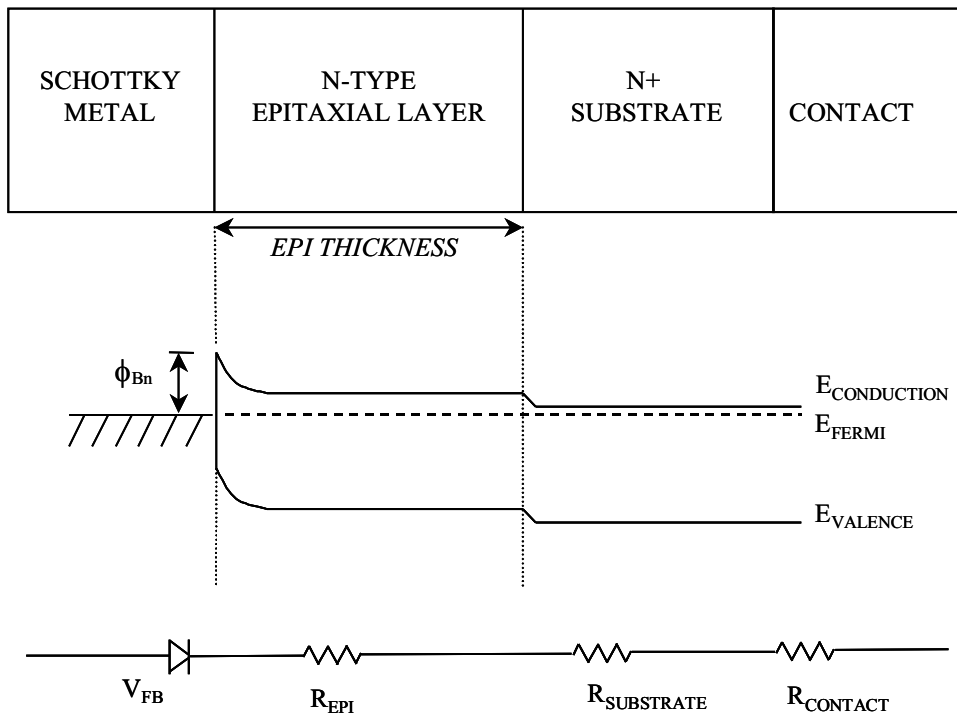 SCHOTTKY
METAL
N-TYPE
EPITAXIAL LAYER
N+
SUBSTRATE
CONTACT
EPI THICKNESS
ϕBn
ECONDUCTION
EFERMI
EVALENCE
VFB
REPI
RSUBSTRATE
RCONTACT